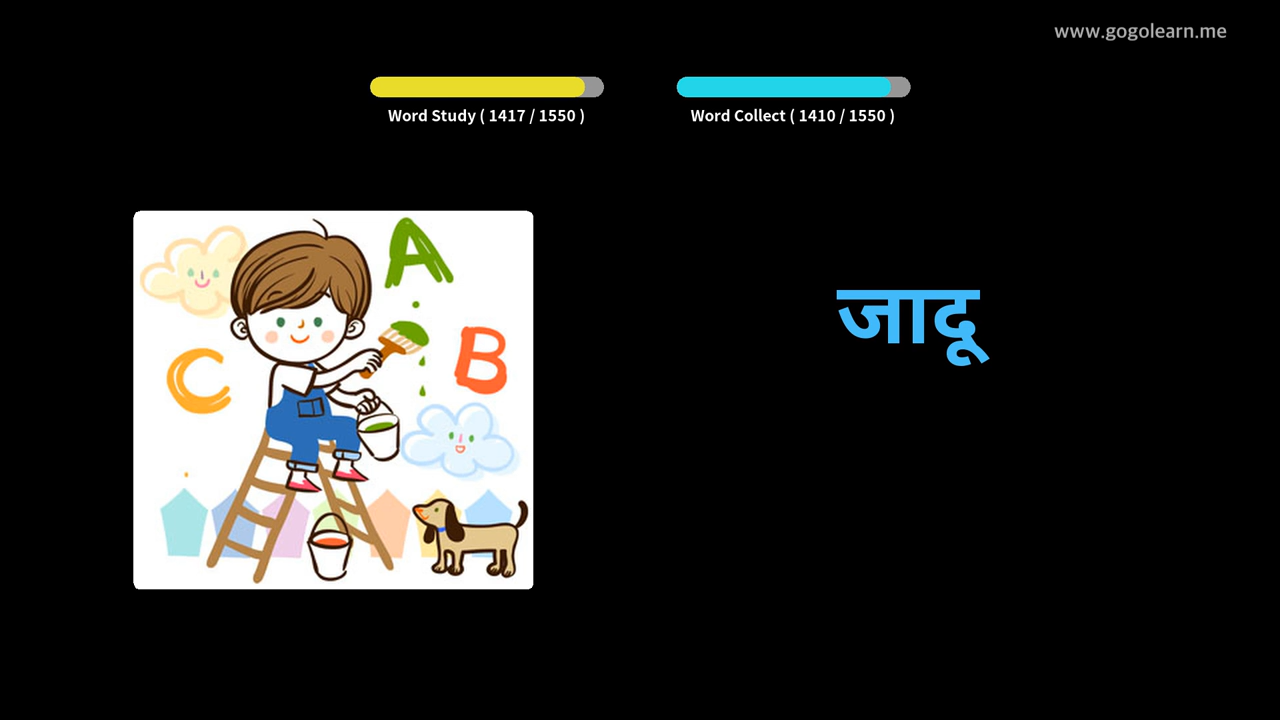 www.gogolearn.me
Word Study ( 1417 / 1550 )
Word Collect ( 1410 / 1550 )
A
B
C
जादू